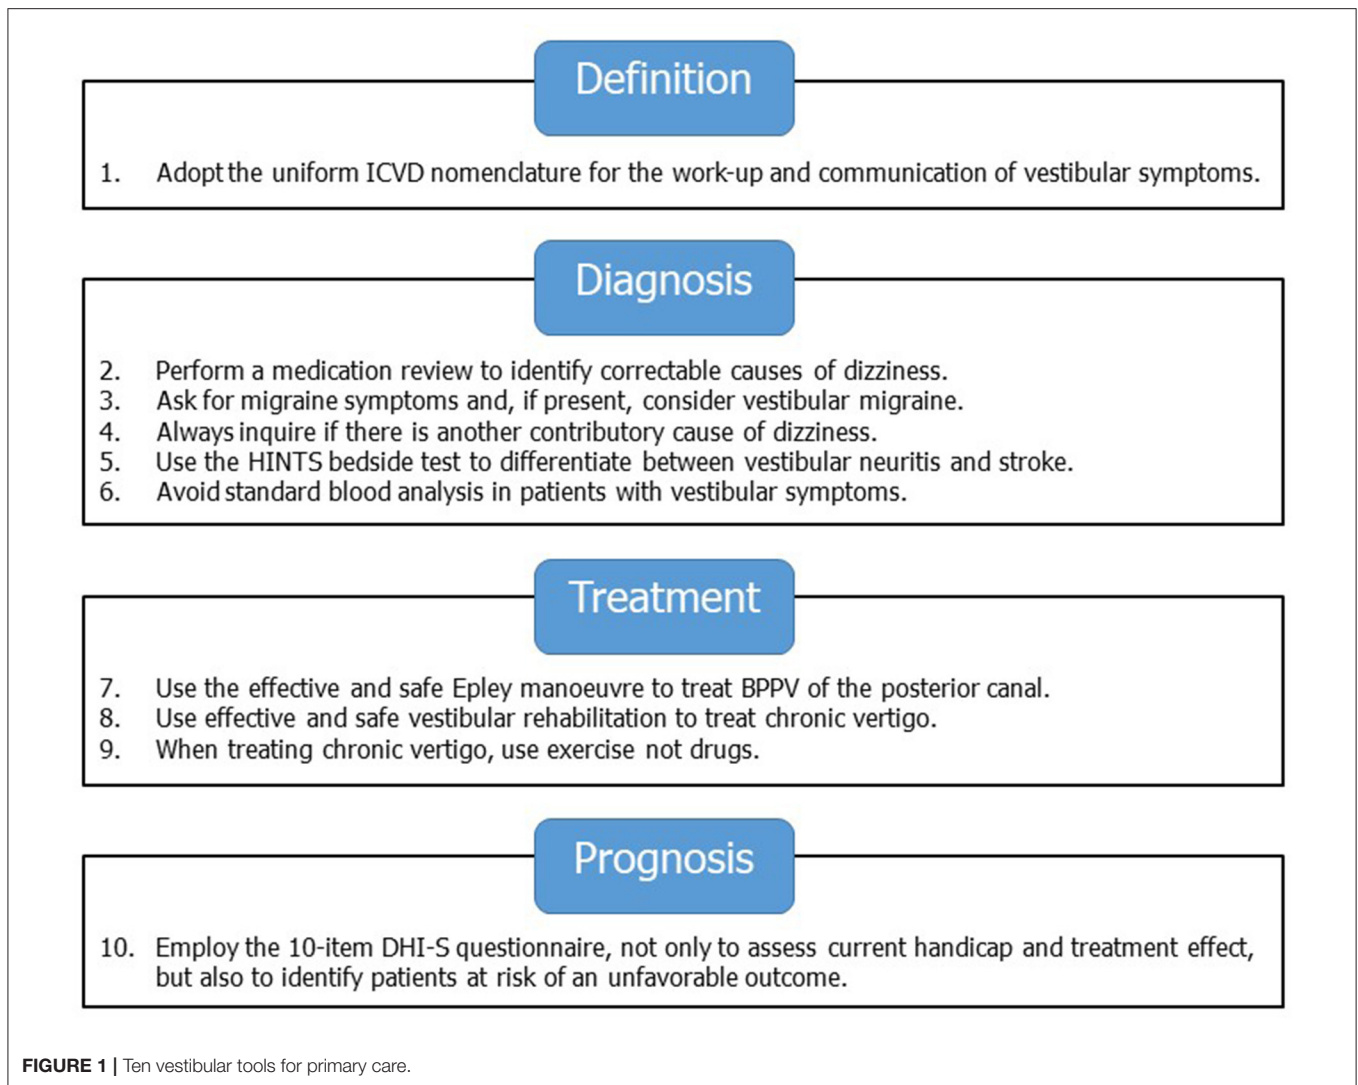 Definition
1. Adopt the uniform ICVD nomenclature for the work-up and communication of vestibular symptoms.
Diagnosis
2. Perform a medication review to identify correctable causes of dizziness.
3. Ask for migraine symptoms and, if present, consider vestibular migraine.
4. Always inquire if there is another contributory cause of dizziness.
5. Use the HINTS bedside test to differentiate between vestibular neuritis and stroke.
6. Avoid standard blood analysis in patients with vestibular symptoms.
Treatment
7. Use the effective and safe Epley manoeuvre to treat BPPV of the posterior canal.
8. Use effective and safe vestibular rehabilitation to treat chronic vertigo.
9. When treating chronic vertigo, use exercise not drugs.
Prognosis
10. Employ the 10-item DHI-S questionnaire, not only to assess current handicap and treatment effect,
but also to identify patients at risk of an unfavorable outcome.
FIGURE 1 | Ten vestibular tools for primary care.